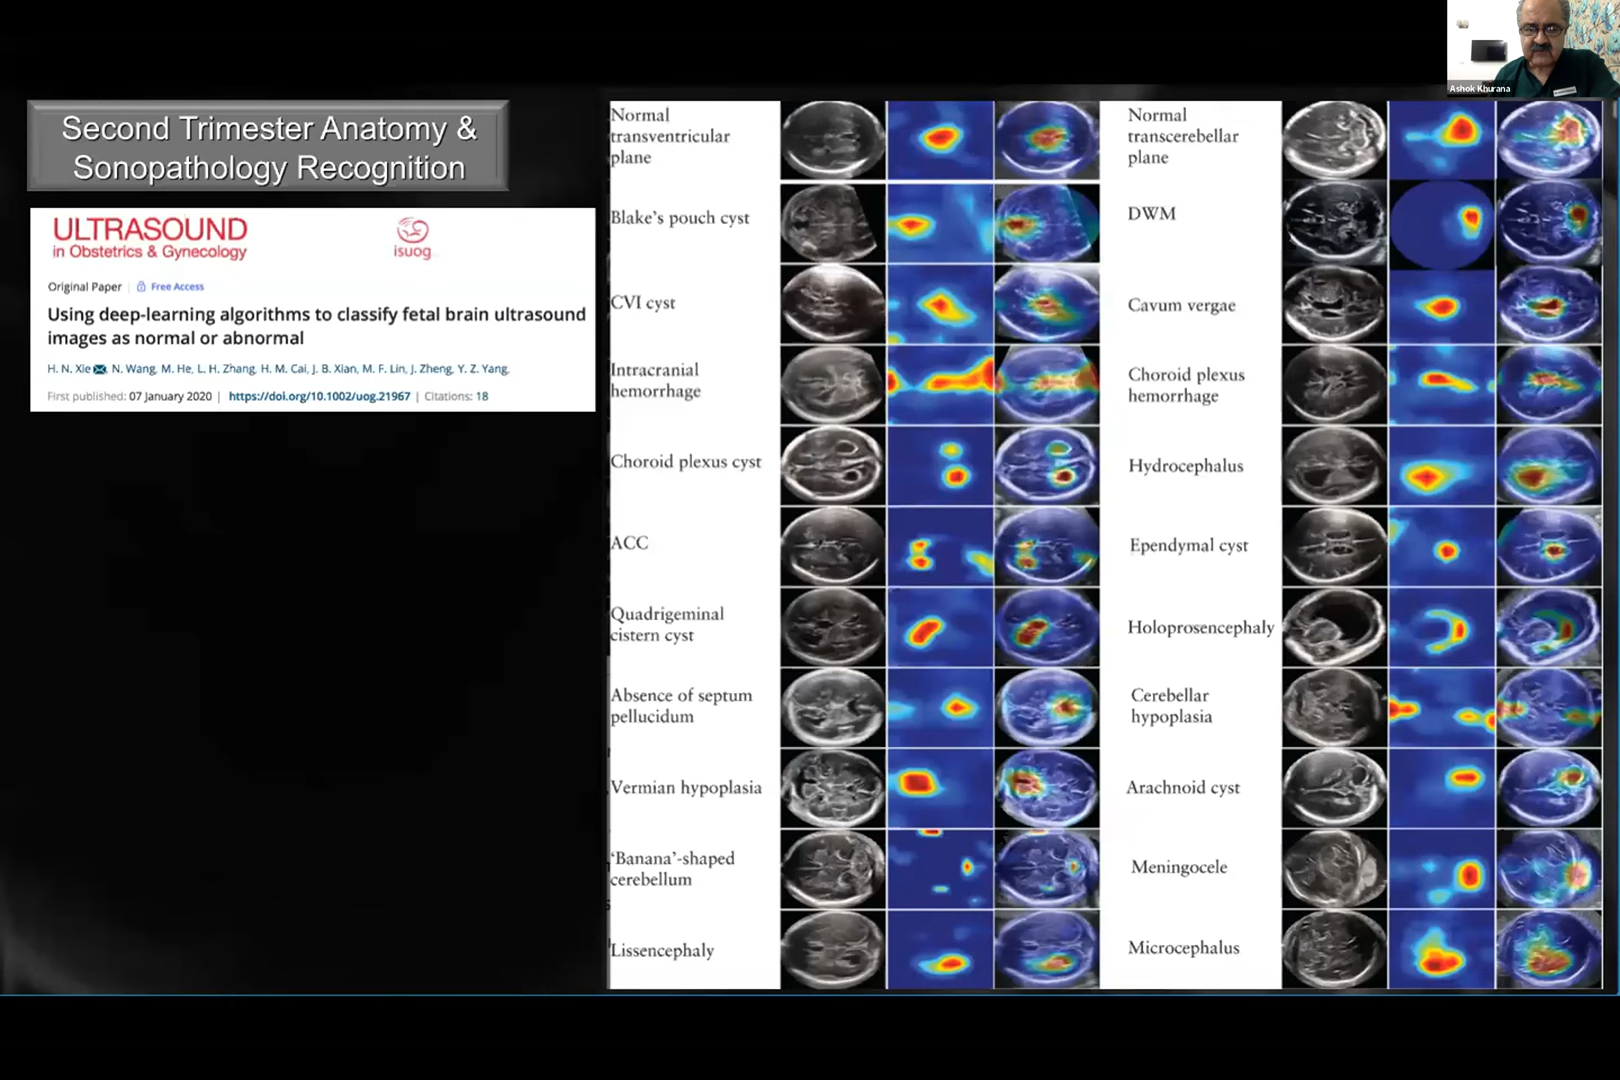 Ashok Khurana
Second Trimester Anatomy &
Sonopathology Recognition
ULTRASOUND
in Obstetrics & Gynecology
isuog
Original Paper | Free Access
Using deep-learning algorithms to classify fetal brain ultrasound
images as normal or abnormal
H. N. Xie, N. Wang, M. He, L. H. Zhang, H. M. Cai, J. B. Xian, M. F. Lin, J. Zheng, Y. Z. Yang,
First published: 07 January 2020 | https://doi.org/10.1002/uog.21967 | Citations: 18
Normal
transventricular
plane
Blake's pouch cyst
CVI cyst
Intracranial
hemorrhage
Choroid plexus cyst
ACC
Quadrigeminal
cistern cyst
Absence of septum
pellucidum
Vermian hypoplasia
'Banana'-shaped
cerebellum
Lissencephaly
Normal
transcerebellar
plane
DWM
Cavum vergae
Choroid plexus
hemorrhage
Hydrocephalus
Ependymal cyst
Holoprosencephaly
Cerebellar
hypoplasia
Arachnoid cyst
Meningocele
Microcephalus